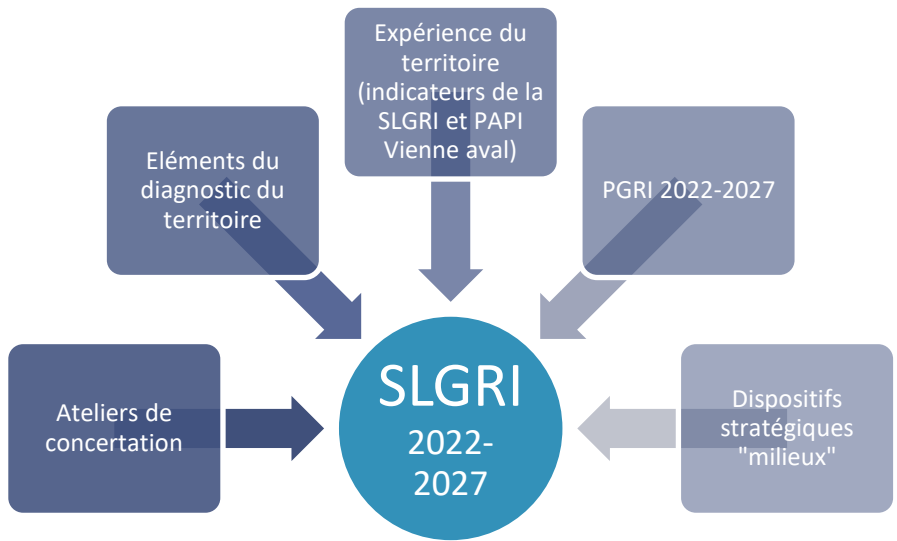 Expérience du
territoire
(indicateurs de la
SLGRI et PAPI
Vienne aval)
Eléments du
diagnostic du
territoire
PGRI 2022-2027
Ateliers de
concertation
SLGRI
2022-
2027
Dispositifs
stratégiques
"milieux"